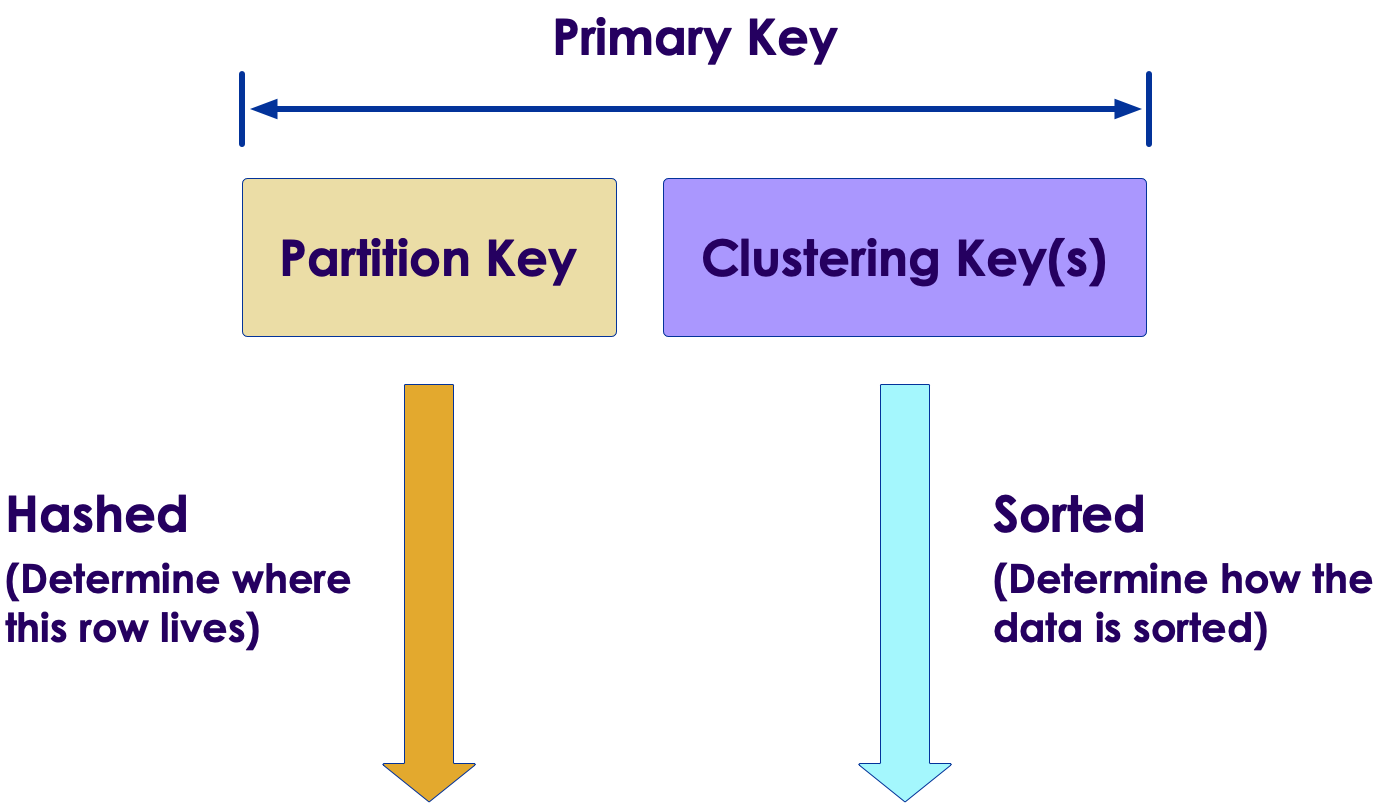 Primary Key
Partition Key
Clustering Key(s)
Hashed
(Determine where
this row lives)
Sorted
(Determine how the
data is sorted)